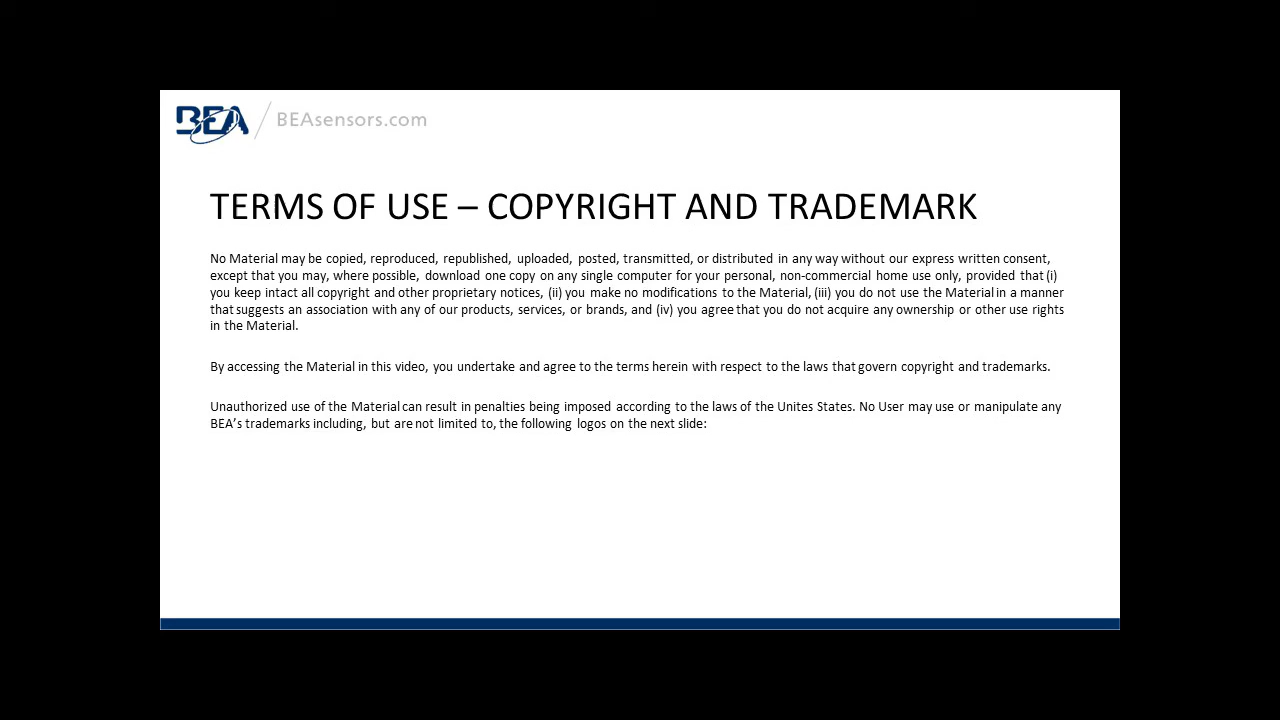 BEA / BEAsensors.com
TERMS OF USE – COPYRIGHT AND TRADEMARK
No Material may be copied, reproduced, republished, uploaded, posted, transmitted, or distributed in any way without our express written consent,
except that you may, where possible, download one copy on any single computer for your personal, non-commercial home use only, provided that (i)
you keep intact all copyright and other proprietary notices, (ii) you make no modifications to the Material, (iii) you do not use the Material in a manner
that suggests an association with any of our products, services, or brands, and (iv) you agree that you do not acquire any ownership or other use rights
in the Material.
By accessing the Material in this video, you undertake and agree to the terms herein with respect to the laws that govern copyright and trademarks.
Unauthorized use of the Material can result in penalties being imposed according to the laws of the Unites States. No User may use or manipulate any
BEA’s trademarks including, but are not limited to, the following logos on the next slide: